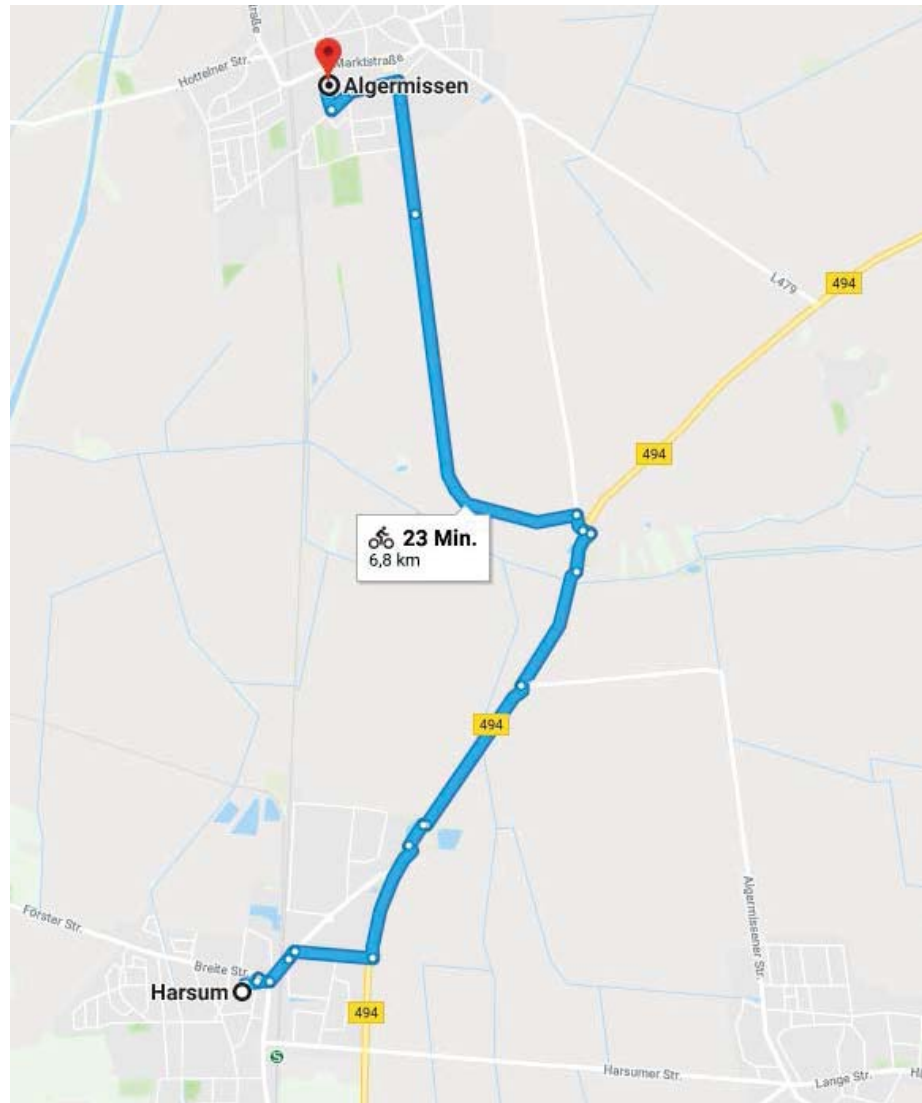 straße
Marktstraße
Hottelner Str.
Algermissen
L479
494
494
23 Min.
6,8 km
494
Algermissener Str.
Förster Str.
Breite Str.
Harsum
494
S
Harsumer Str.
Lange Str.